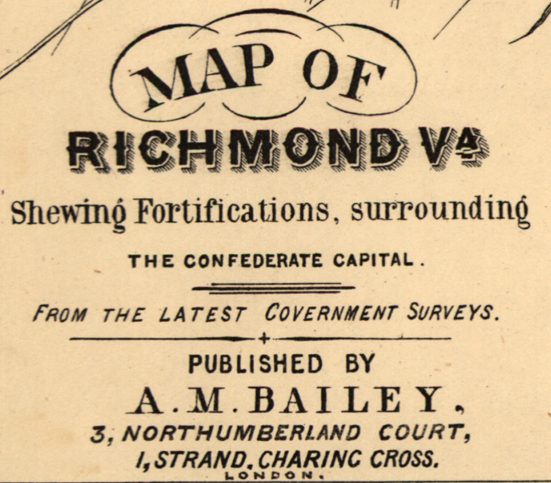 MAP OF
RICHMOND VA
Shewing Fortifications, surrounding
THE CONFEDERATE CAPITAL.
FROM THE LATEST GOVERNMENT SURVEYS.
PUBLISHED BY
A.M. BAILEY,
3, NORTHUMBERLAND COURT,
1, STRAND. CHARING CROSS.
LONDON.